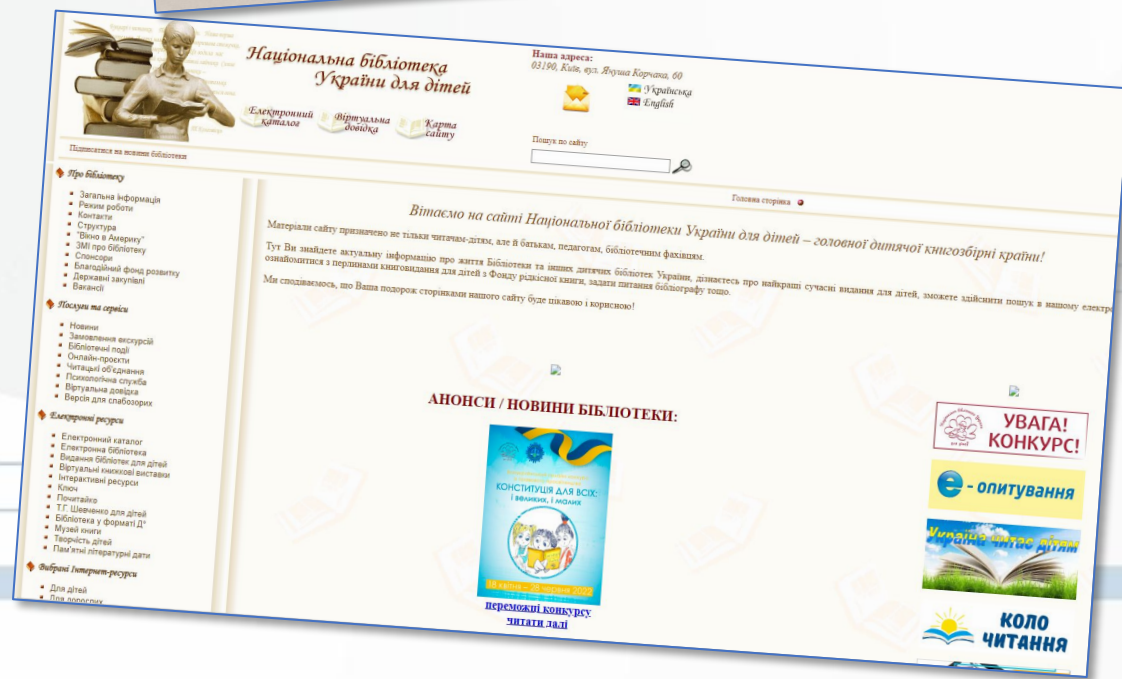 Національна бібліотека
України для дітей
Електронний каталог
Віртуальна довідка
Карта сайту
Наша адреса:
03190, Київ, вул. Януша Корчака, 60
Українська
English
Пошук по сайту
Підписатися на новини бібліотеки
Головна сторінка
Про бібліотеку
Загальна інформація
Режим роботи
Контакти
Структура
"Вікно в Америку"
ЗМІ про бібліотеку
Спонсори
Благодійний фонд розвитку
Державні закупівлі
Вакансії
Послуги та сервіси
Новини
Замовлення екскурсій
Бібліотечні події
Онлайн-проєкти
Читацькі об'єднання
Психологічна служба
Віртуальна довідка
Версія для слабозорих
Електронні ресурси
Електронний каталог
Електронна бібліотека
Видання бібліотек для дітей
Віртуальні книжкові виставки
Інтерактивні ресурси
Ключ
Почитайко
Т.Г. Шевченко для дітей
Бібліотека у форматі Д°
Музей книги
Творчість дітей
Пам'ятні літературні дати
Вибрані Інтернет-ресурси
Для дітей
Для дорослих
Вітаємо на сайті Національної бібліотеки України для дітей – головної дитячої книгозбірні країни!
Матеріали сайту призначено не тільки читачам-дітям, але й батькам, педагогам, бібліотечним фахівцям.
Тут Ви знайдете актуальну інформацію про життя Бібліотеки та інших дитячих бібліотек України, дізнаєтесь про найкращі сучасні видання для дітей, зможете здійснити пошук в нашому електро
ознайомитися з перлинами книговидання для дітей з Фонду рідкісної книги, задати питання бібліографу тощо.
Ми сподіваємось, що Ваша подорож сторінками нашого сайту буде цікавою і корисною!
АНОНСИ / НОВИНИ БІБЛІОТЕКИ:
КОНСТИТУЦІЯ ДЛЯ ВСІХ:
І ВЕЛИКИХ, І МАЛИХ
18 квітня – 28 червня 2022
переможці конкурсу
читати далі
УВАГА!
КОНКУРС!
e - опитування
Україна читає дітям
КОЛО
ЧИТАННЯ